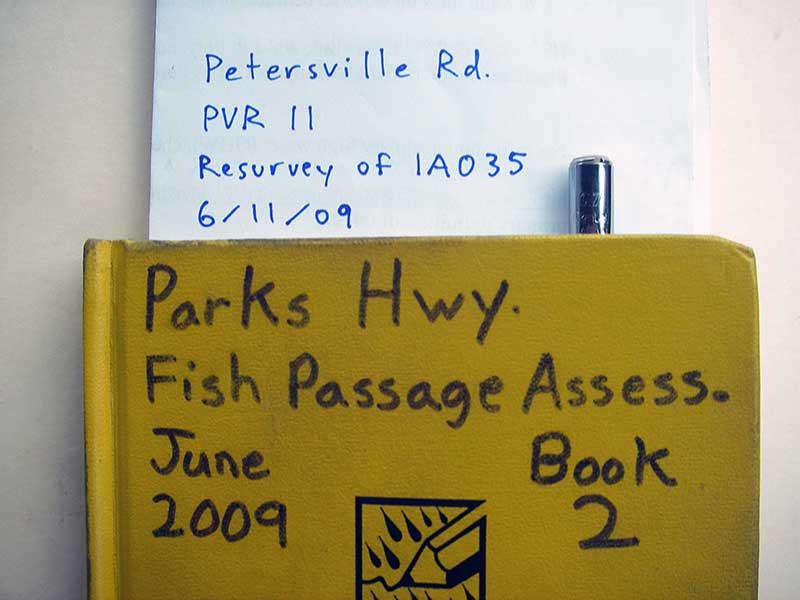 Petersville Rd.
PVR 11
Resurvey of 1A035
6/11/09
Parks Hwy.
Fish Passage Assess.
June Book
2009 2